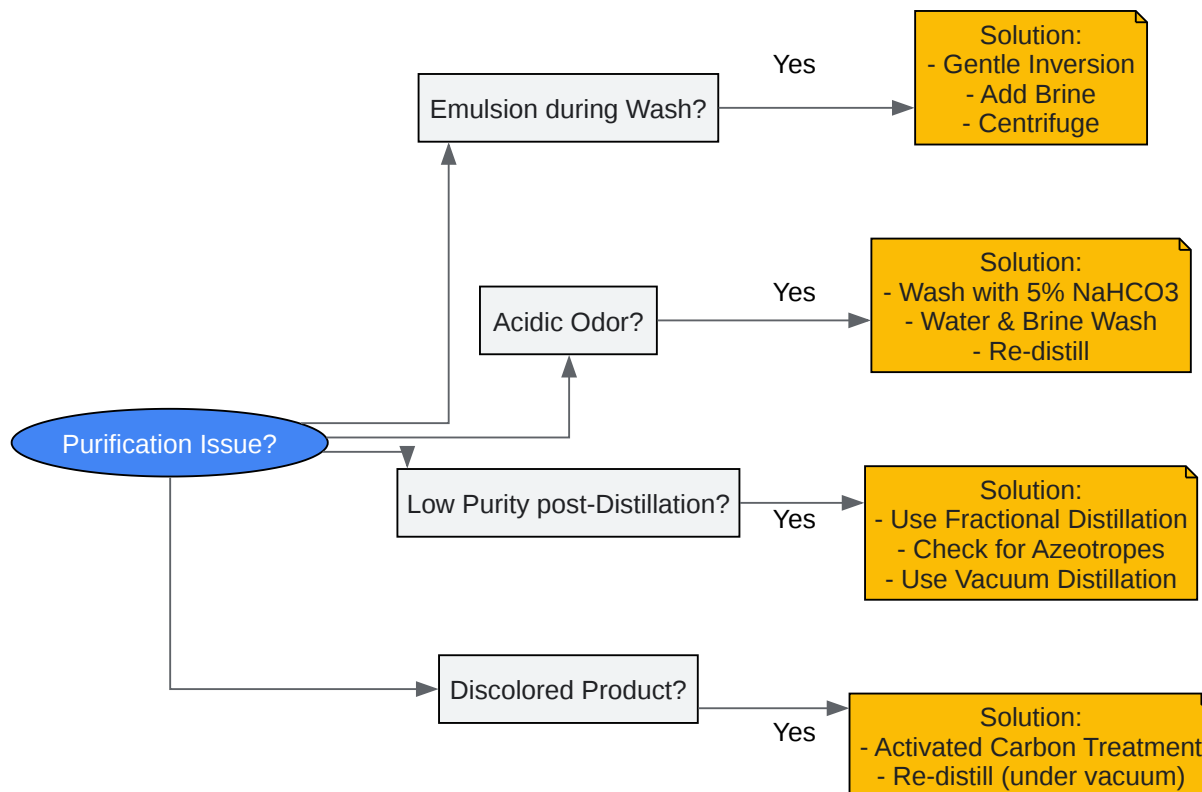 Purification Issue?
Emulsion during Wash?
Yes
Solution:
- Gentle Inversion
- Add Brine
- Centrifuge
Acidic Odor?
Yes
Solution:
- Wash with 5% NaHCO3
- Water & Brine Wash
- Re-distill
Low Purity post-Distillation?
Yes
Solution:
- Use Fractional Distillation
- Check for Azeotropes
- Use Vacuum Distillation
Discolored Product?
Yes
Solution:
- Activated Carbon Treatment
- Re-distill (under vacuum)